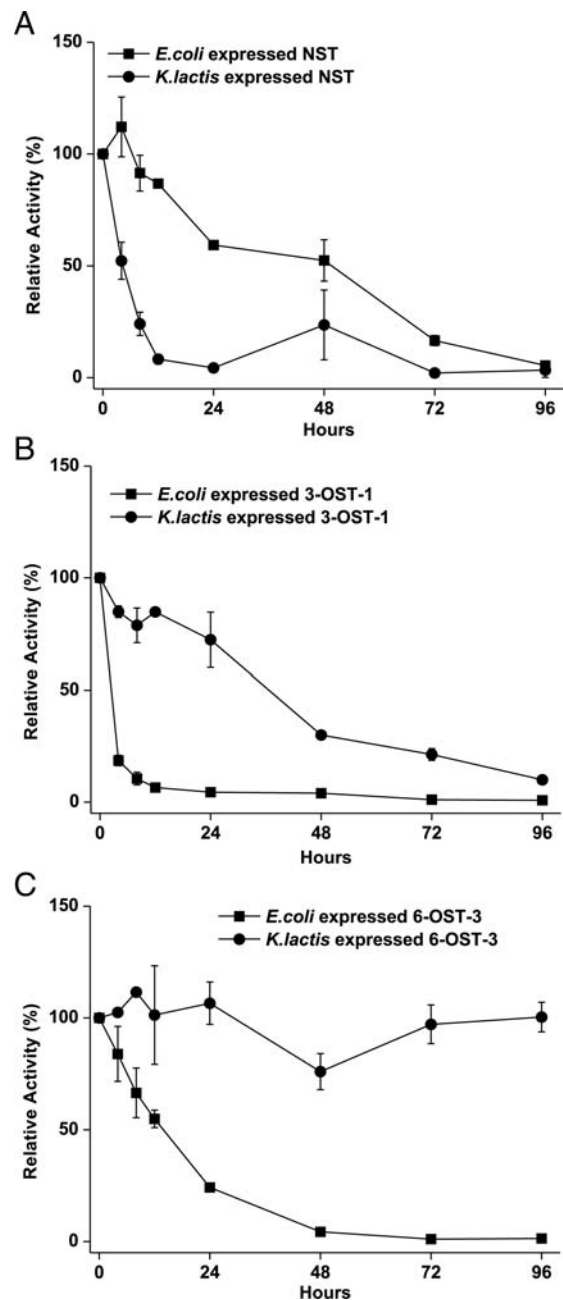 A
150
E.coli expressed NST
K.lactis expressed NST
100
50
0
Relative Activity (%)
0 24 48 72 96
Hours
B
150
E.coli expressed 3-OST-1
K.lactis expressed 3-OST-1
100
50
0
Relative Activity (%)
0 24 48 72 96
Hours
C
150
E.coli expressed 6-OST-3
K.lactis expressed 6-OST-3
100
50
0
Relative Activity (%)
0 24 48 72 96
Hours